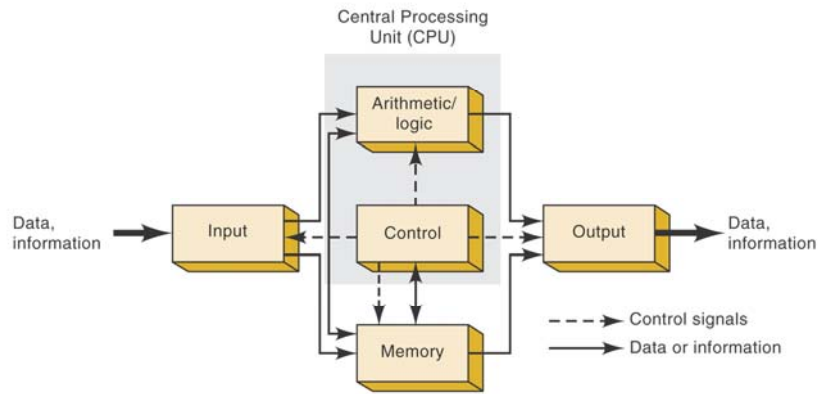 Central Processing
Unit (CPU)
Arithmetic/
logic
Data,
information
Input
Control
Output
Data,
information
Memory
Control signals
Data or information